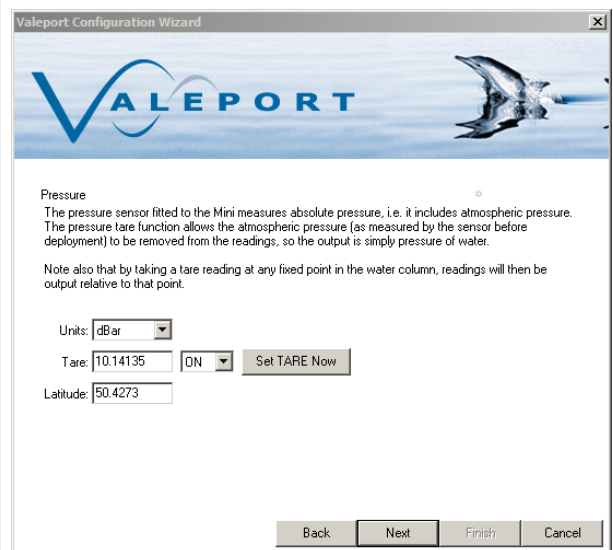 Valeport Configuration Wizard
VALEPORT
Pressure
The pressure sensor fitted to the Mini measures absolute pressure, i.e. it includes atmospheric pressure.
The pressure tare function allows the atmospheric pressure (as measured by the sensor before
deployment) to be removed from the readings, so the output is simply pressure of water.
Note also that by taking a tare reading at any fixed point in the water column, readings will then be
output relative to that point.
Units: dBar
Tare: 10.14135 ON Set TARE Now
Latitude: 50.4273
Back Next Finish Cancel